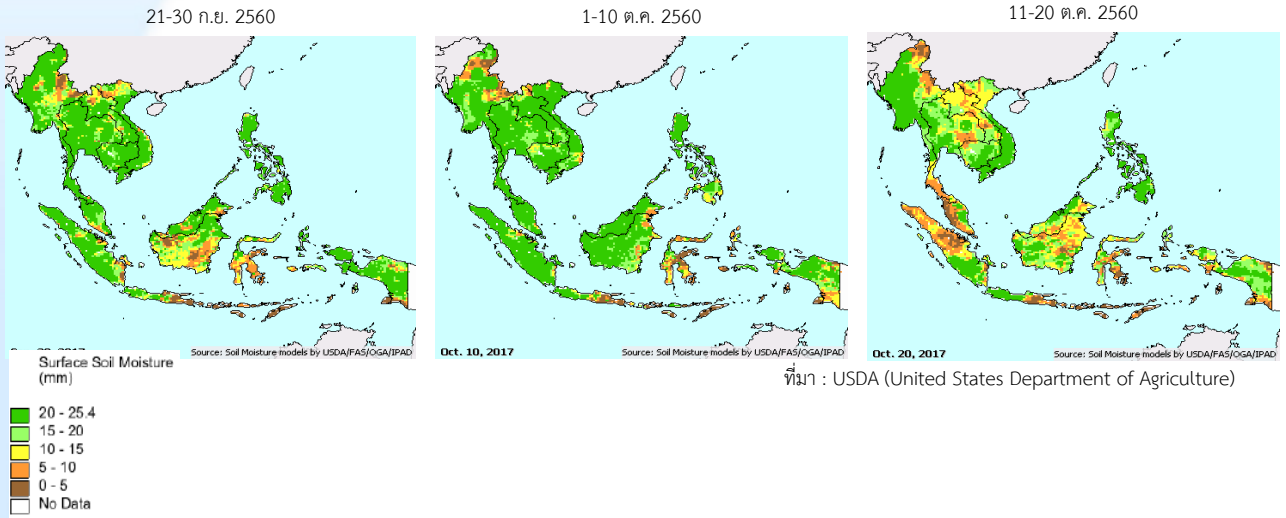 21-30 ก.ย. 2560
1-10 ต.ค. 2560
11-20 ต.ค. 2560
Source: Soil Moisture models by USDA/FAS/OGA/IPAD
Oct. 10, 2017
Source: Soil Moisture models by USDA/FAS/OGA/IPAD
Oct. 20, 2017
Source: Soil Moisture models by USDA/FAS/OGA/IPAD
ที่มา : USDA (United States Department of Agriculture)
Surface Soil Moisture
(mm)
20 - 25.4
15 - 20
10 - 15
5 - 10
0 - 5
No Data